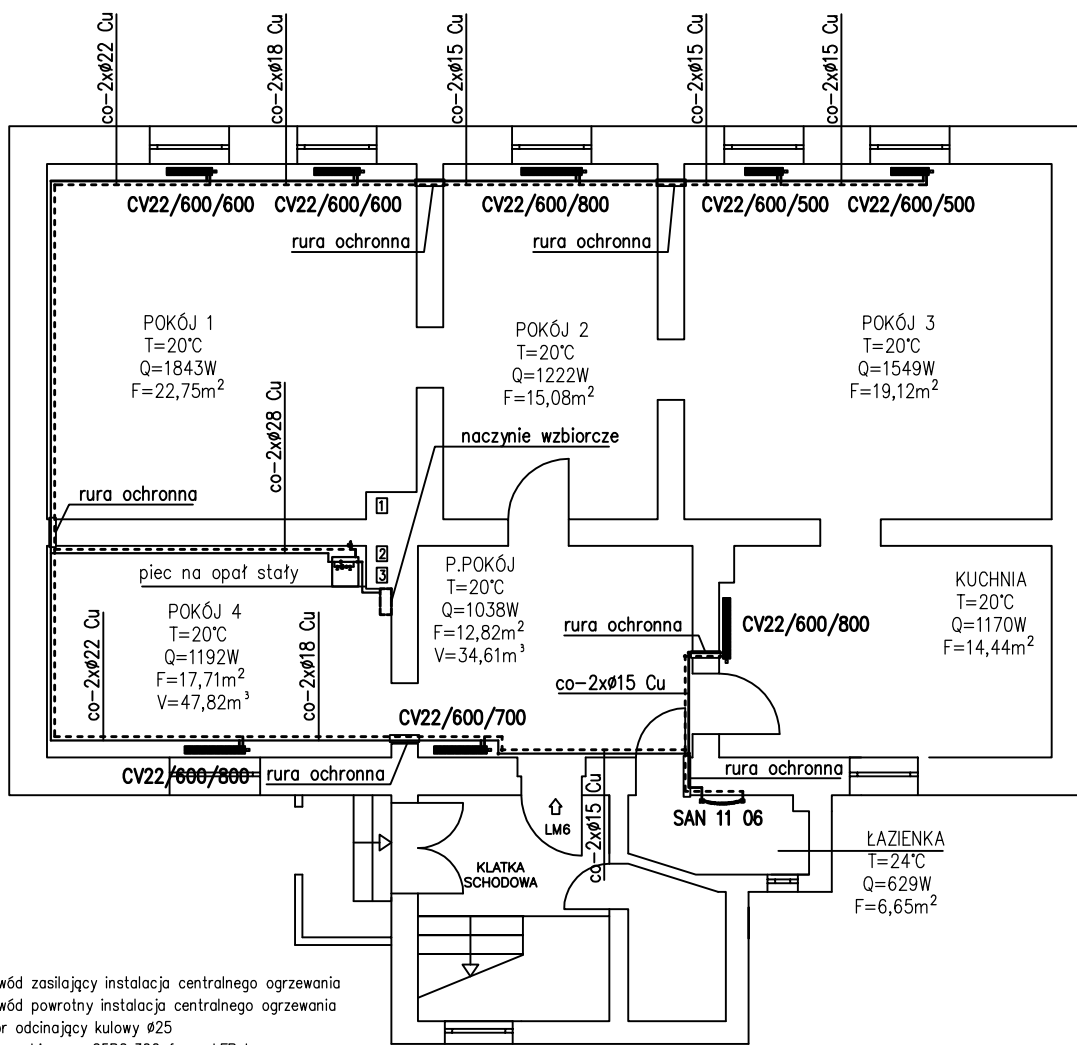 co-2xø22 Cu
co-2xø18 Cu
co-2xø15 Cu
co-2xø15 Cu
co-2xø15 Cu
CV22/600/600
CV22/600/600
CV22/600/800
CV22/600/500
CV22/600/500
rura ochronna
rura ochronna
POKÓJ 1
T=20°C
Q=1843W
F=22,75m²
POKÓJ 2
T=20°C
Q=1222W
F=15,08m²
POKÓJ 3
T=20°C
Q=1549W
F=19,12m²
co-2xø28 Cu
naczynie wzbiorcze
rura ochronna
1
2
3
piec na opał stały
POKÓJ 4
T=20°C
Q=1192W
F=17,71m²
V=47,82m³
P.POKÓJ
T=20°C
Q=1038W
F=12,82m²
V=34,61m³
KUCHNIA
T=20°C
Q=1170W
F=14,44m²
rura ochronna
CV22/600/800
co-2xø22 Cu
co-2xø18 Cu
co-2xø15 Cu
CV22/600/700
CV22/600/800
rura ochronna
rura ochronna
co-2xø15 Cu
SAN 11 06
LM6
KLATKA
SCHODOWA
ŁAZIENKA
T=24°C
Q=629W
F=6,65m²
wód zasilający instalacja centralnego ogrzewania
wód powrotny instalacja centralnego ogrzewania
r odcinający kulowy ø25